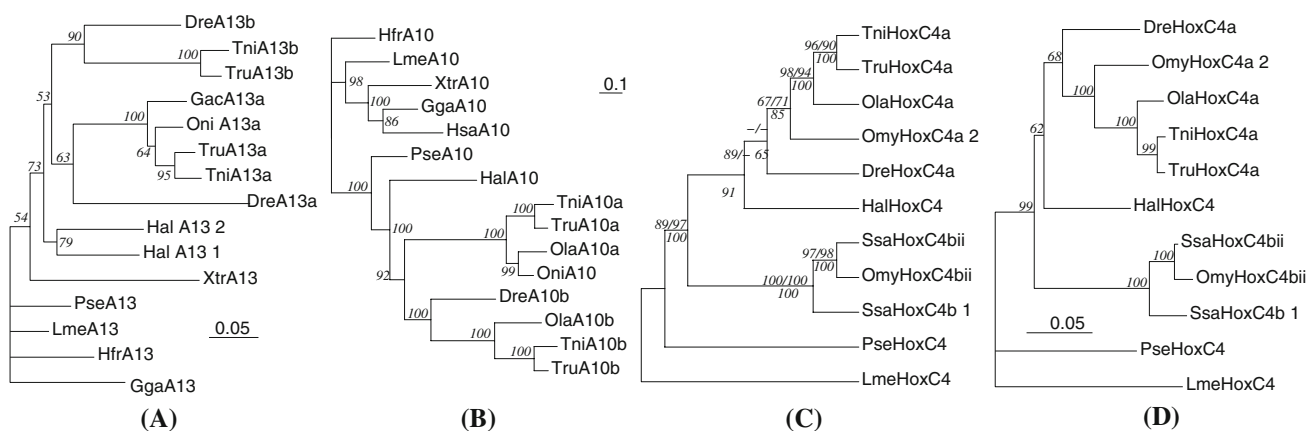 DreA13b
90
TniA13b
100
TruA13b
53
GacA13a
100
Oni A13a
TruA13a
64
TniA13a
95
63
73
DreA13a
54
Hal A13 2
79
Hal A13 1
XtrA13
PseA13
LmeA13
0.05
HfrA13
GgaA13
(A)
HfrA10
LmeA10
0.1
98
XtrA10
100
GgaA10
86
HsaA10
PseA10
100
HalA10
TniA10a
100
TruA10a
100
100
OlaA10a
99
OniA10
92
DreA10b
100
OlaA10b
100
TniA10b
100
TruA10b
(B)
TniHoxC4a
96/90
100
TruHoxC4a
98/94
100
OlaHoxC4a
67/71
85
OmyHoxC4a 2
–/–
65
DreHoxC4a
89/–
91
HalHoxC4
89/97
100
SsaHoxC4bii
97/98
100
OmyHoxC4bii
100/100
100
SsaHoxC4b 1
PseHoxC4
LmeHoxC4
(C)
DreHoxC4a
68
OmyHoxC4a 2
100
OlaHoxC4a
100
TniHoxC4a
99
TruHoxC4a
62
HalHoxC4
99
SsaHoxC4bii
100
OmyHoxC4bii
100
SsaHoxC4b 1
0.05
PseHoxC4
LmeHoxC4
(D)